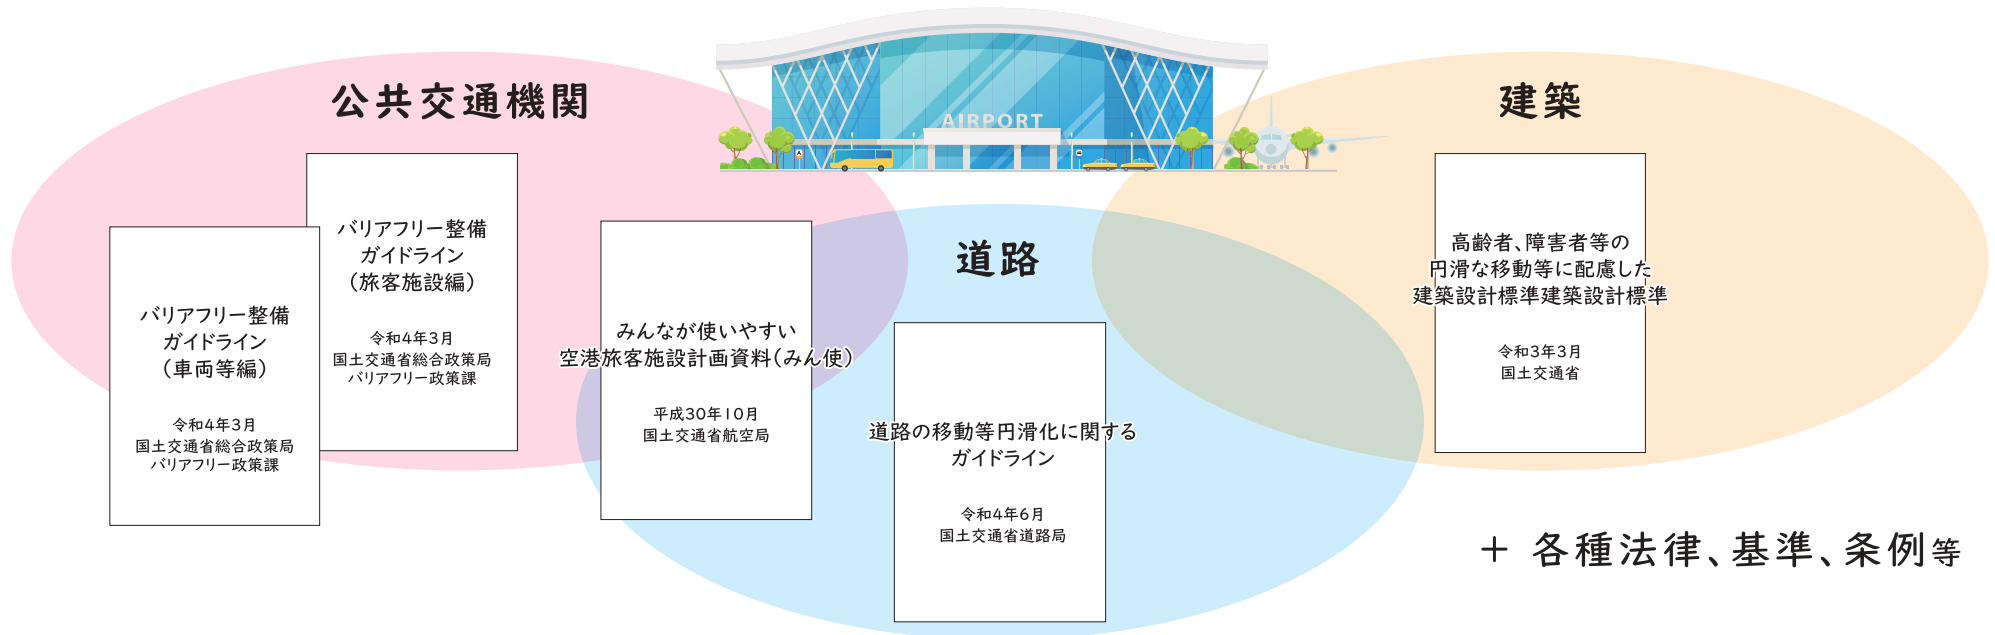 公共交通機関
バリアフリー整備
ガイドライン
（旅客施設編）
令和4年3月
国土交通省総合政策局
バリアフリー政策課
バリアフリー整備
ガイドライン
（車両等編）
令和4年3月
国土交通省総合政策局
バリアフリー政策課
AIRPORT
みんなが使いやすい
空港旅客施設計画資料（みん使）
平成30年10月
国土交通省航空局
道路
道路の移動等円滑化に関する
ガイドライン
令和4年6月
国土交通省道路局
建築
高齢者、障害者等の
円滑な移動等に配慮した
建築設計標準建築設計標準
令和3年3月
国土交通省
＋ 各種法律、基準、条例等